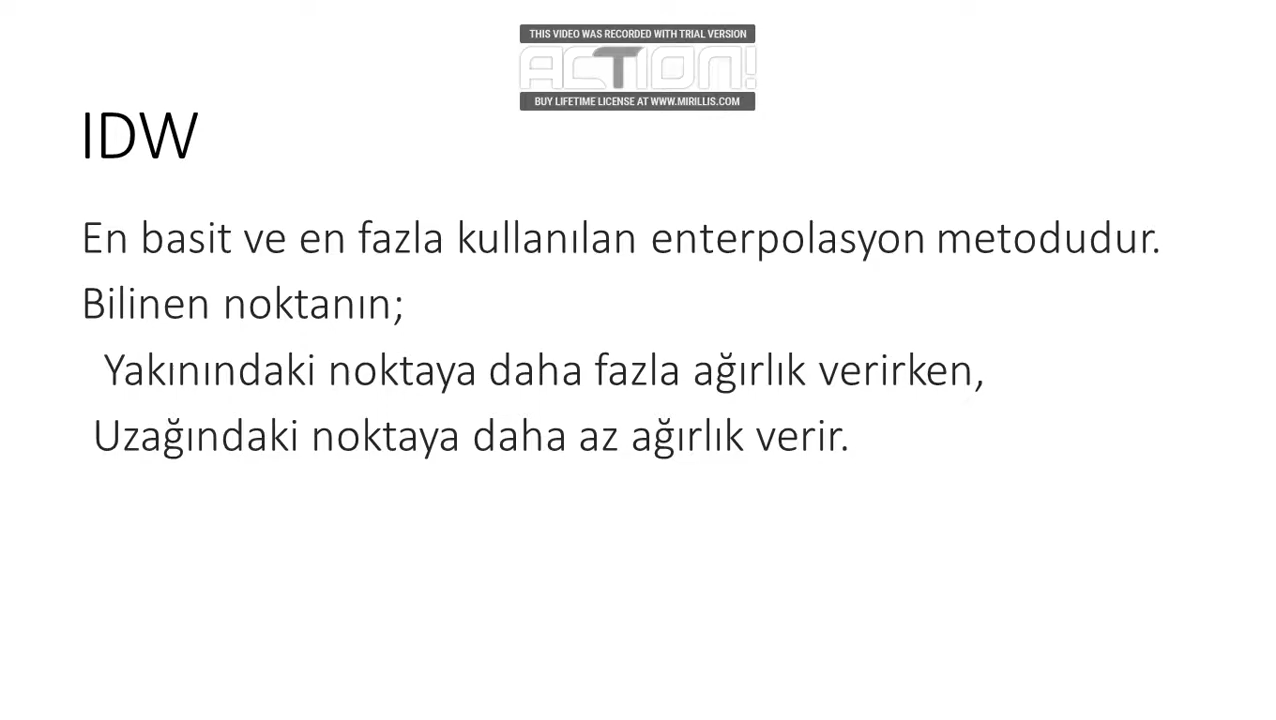 THIS VIDEO WAS RECORDED WITH TRIAL VERSION
ACTION!
BUY LIFETIME LICENSE AT WWW.MIRILLIS.COM
IDW
En basit ve en fazla kullanılan enterpolasyon metodudur.
Bilinen noktanın;
Yakınındaki noktaya daha fazla ağırlık verirken,
Uzağındaki noktaya daha az ağırlık verir.